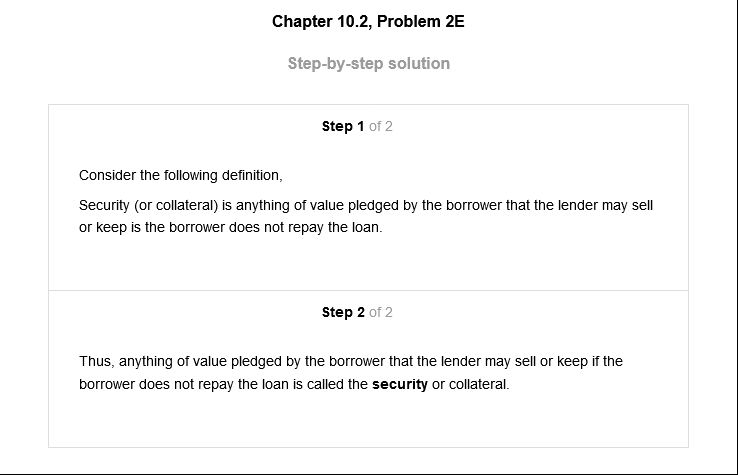 Chapter 10.2, Problem 2E
Step-by-step solution
Step 1 of 2
Consider the following definition,
Security (or collateral) is anything of value pledged by the borrower that the lender may sell
or keep is the borrower does not repay the loan.
Step 2 of 2
Thus, anything of value pledged by the borrower that the lender may sell or keep if the
borrower does not repay the loan is called the security or collateral.